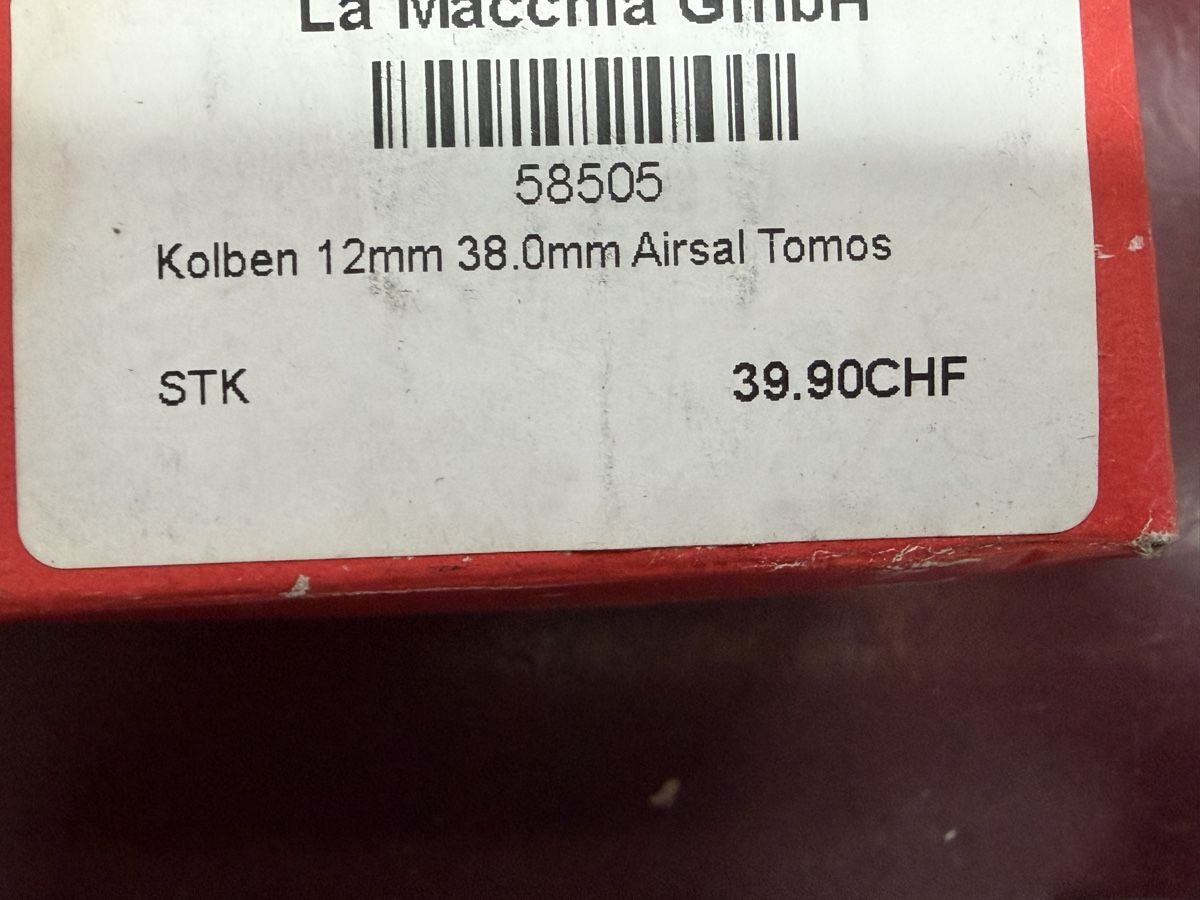 La Macchia GmbH
58505
Kolben 12mm 38.0mm Airsal Tomos
STK
39.90CHF